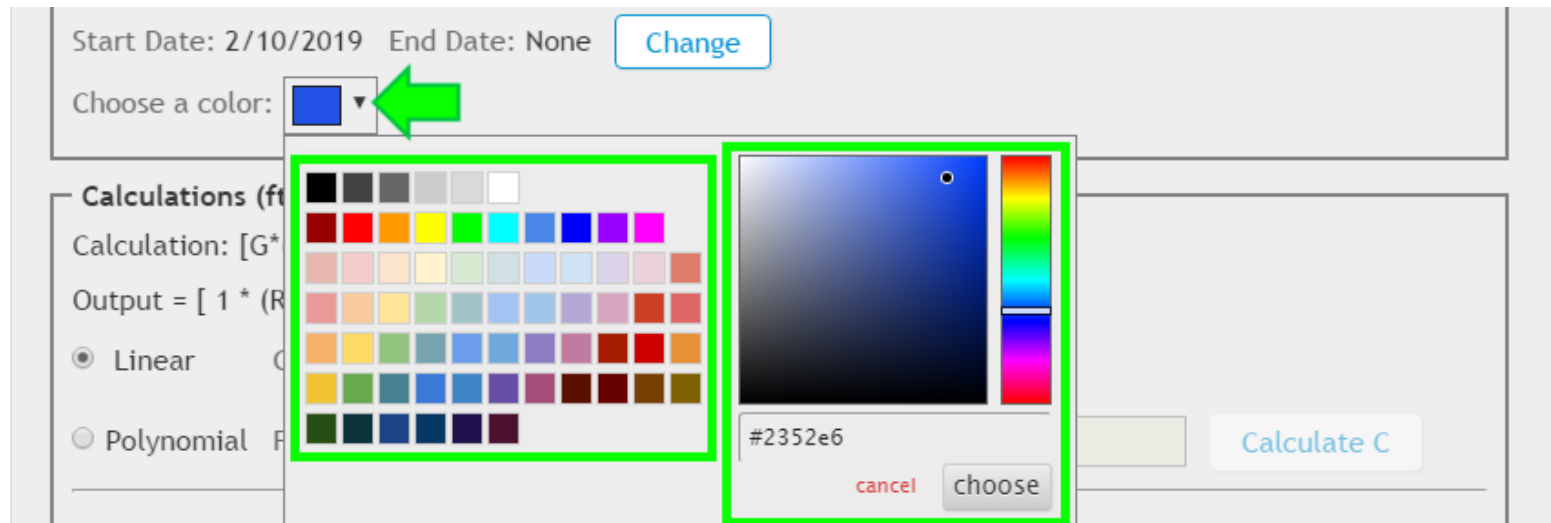 Start Date: 2/10/2019 End Date: None Change
Choose a color:
Calculations (ft
Calculation: [G*
Output = [ 1 * (R
Linear
#2352e6
Polynomial
Calculate C
cancel choose